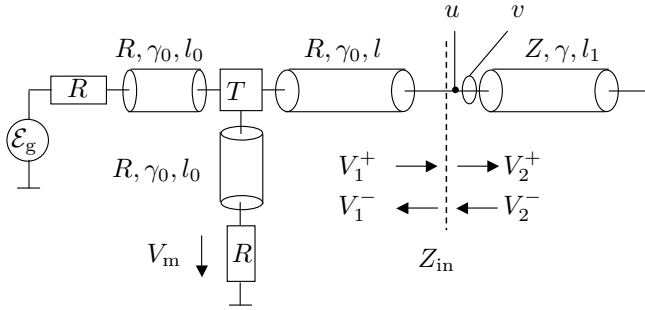 u v
R, γ₀, l₀ R, γ₀, l Z, γ, l₁
R T
ℰg
R, γ₀, l₀ V₁⁺ V₂⁺
V₁⁻ V₂⁻
Vm R Zin